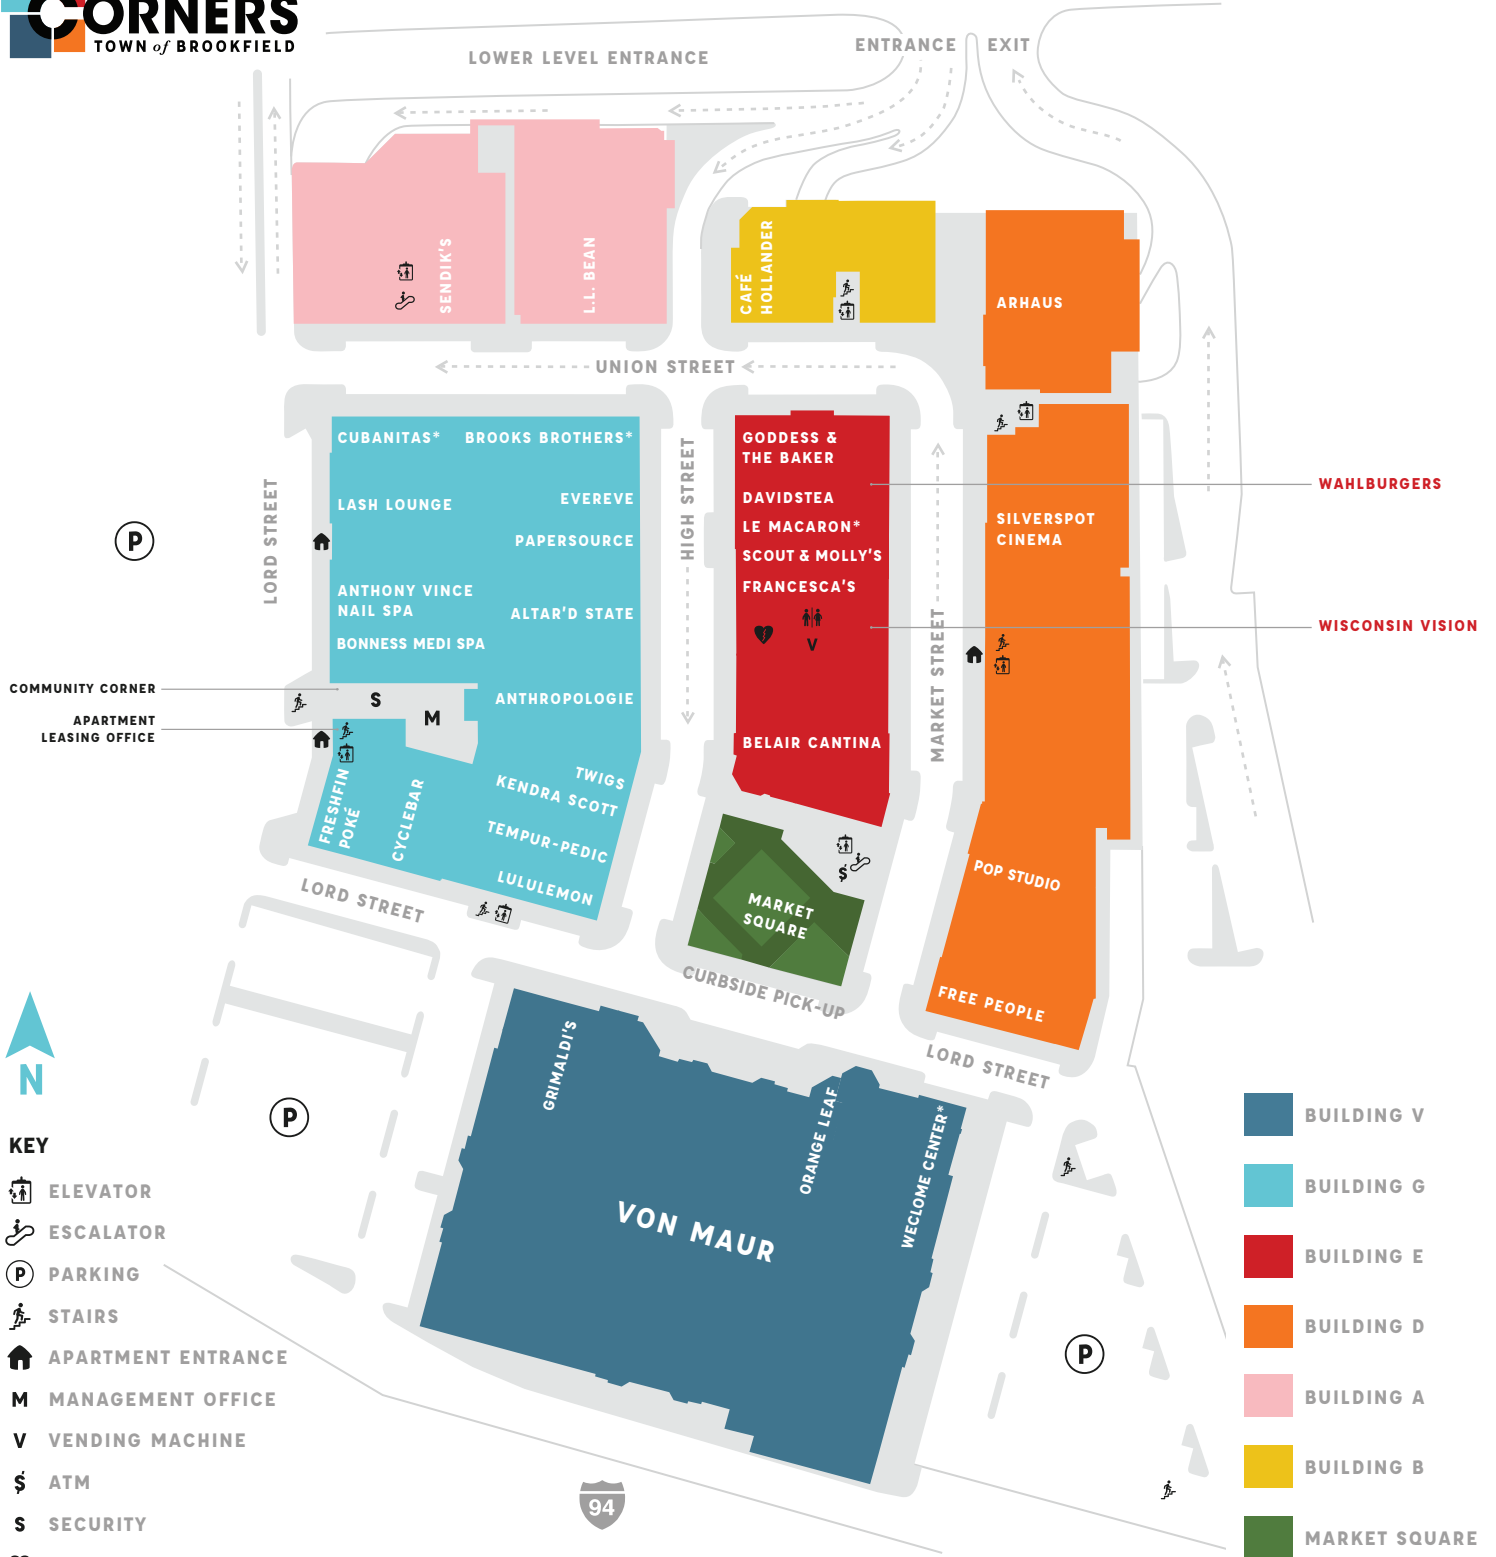 CORNERS
TOWN of BROOKFIELD
LOWER LEVEL ENTRANCE
ENTRANCE
EXIT
SENDIK'S
L.L. BEAN
CAFÉ
HOLLANDER
ARHAUS
UNION STREET
CUBANITAS*
BROOKS BROTHERS*
LASH LOUNGE
EVEREVE
PAPERSOURCE
ANTHONY VINCE
NAIL SPA
ALTAR'D STATE
BONNESS MEDI SPA
ANTHROPOLOGIE
LORD STREET
HIGH STREET
GODDESS &
THE BAKER
DAVIDSTEA
LE MACARON*
SCOUT & MOLLY'S
FRANCESCA'S
V
BELAIR CANTINA
MARKET STREET
SILVERSPOT
CINEMA
WAHLBURGERS
WISCONSIN VISION
P
COMMUNITY CORNER
APARTMENT
LEASING OFFICE
S
M
FRESHFIN
POKÉ
CYCLEBAR
TWIGS
KENDRA SCOTT
TEMPUR-PEDIC
LULULEMON
LORD STREET
$
MARKET
SQUARE
CURBSIDE PICK-UP
POP STUDIO
FREE PEOPLE
LORD STREET
GRIMALDI'S
ORANGE LEAF
WECLOME CENTER*
VON MAUR
N
P
P
94
KEY
ELEVATOR
ESCALATOR
P PARKING
STAIRS
APARTMENT ENTRANCE
M MANAGEMENT OFFICE
V VENDING MACHINE
$ ATM
S SECURITY
BUILDING V
BUILDING G
BUILDING E
BUILDING D
BUILDING A
BUILDING B
MARKET SQUARE